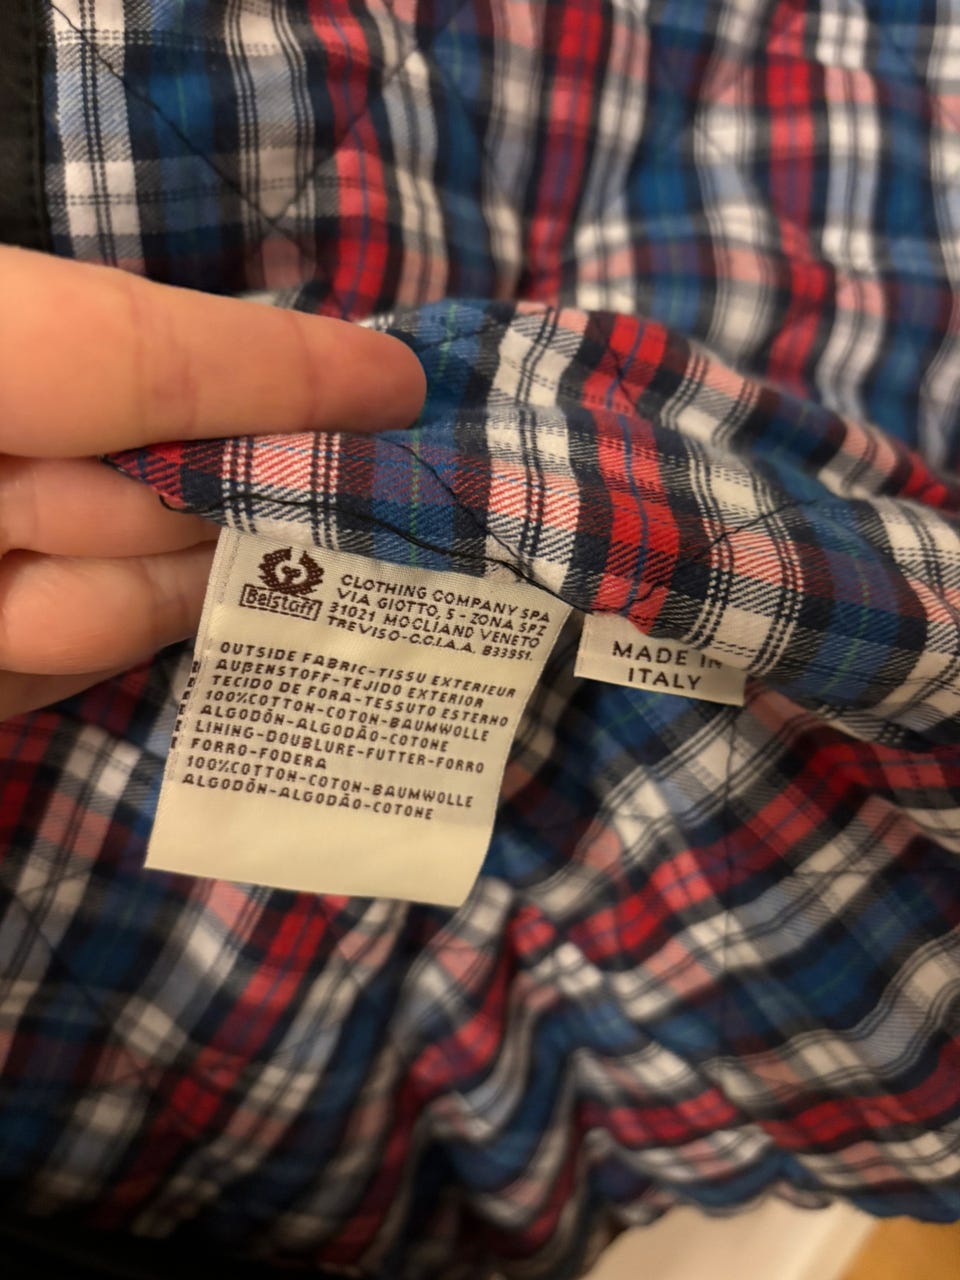 Belstaff
CLOTHING COMPANY SPA
VIA GIOTTO, 5 - ZONA SPZ
31021 MOGLIANO VENETO
TREVISO-C.C.I.A.A. 833951.
OUTSIDE FABRIC-TISSU EXTERIEUR
AUßENSTOFF-TEJIDO EXTERIOR
TECIDO DE FORA-TESSUTO ESTERNO
100%COTTON-COTON-BAUMWOLLE
ALGODÓN-ALGODÃO-COTONE
LINING-DOUBLURE-FUTTER-FORRO
FORRO-FODERA
100%COTTON-COTON-BAUMWOLLE
ALGODÓN-ALGODÃO-COTONE
MADE IN
ITALY